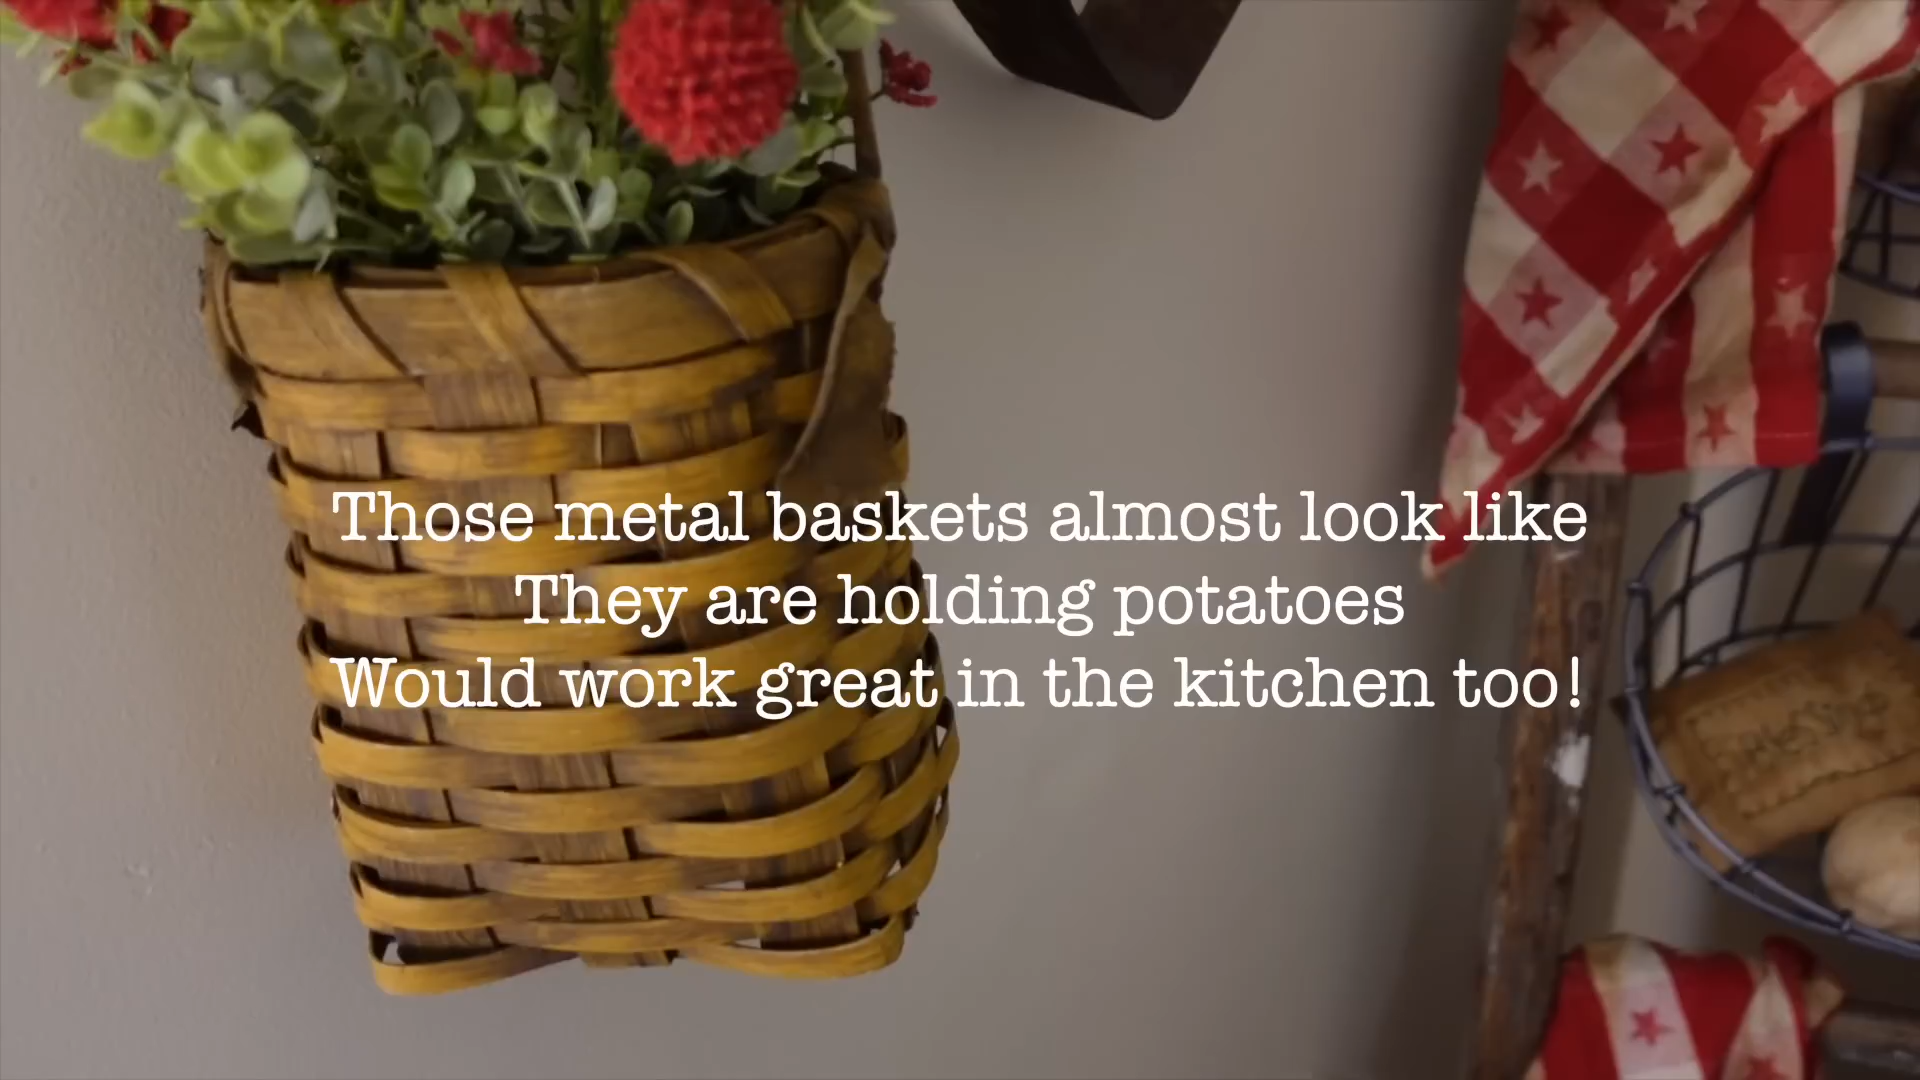 Those metal baskets almost look like
They are holding potatoes
Would work great in the kitchen too!